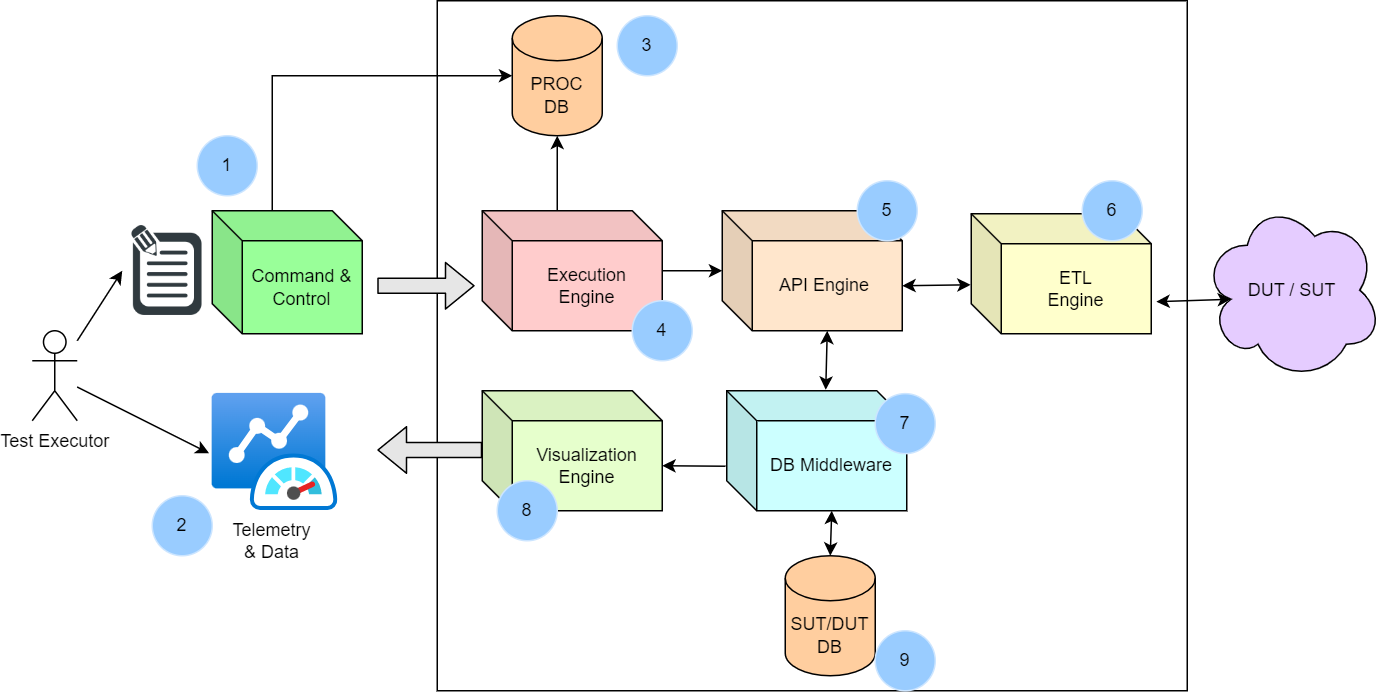 3
PROC
DB
1
5
6
Command &
Control
Execution
Engine
API Engine
ETL
Engine
DUT / SUT
4
Test Executor
7
Visualization
Engine
DB Middleware
8
2
Telemetry
& Data
SUT/DUT
DB
9